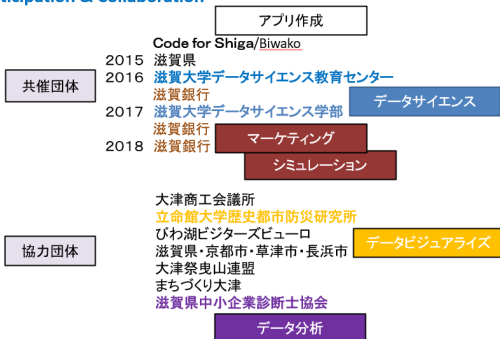 ticipation & Collaboration
アプリ作成
Code for Shiga/Biwako
2015 滋賀県
共催団体
2016 滋賀大学データサイエンス教育センター
滋賀銀行
データサイエンス
2017 滋賀大学データサイエンス学部
滋賀銀行
マーケティング
2018 滋賀銀行
シミュレーション
大津商工会議所
立命館大学歴史都市防災研究所
びわ湖ビジターズビューロ
データビジュアライズ
協力団体
滋賀県・京都市・草津市・長浜市
大津祭曳山連盟
まちづくり大津
滋賀県中小企業診断士協会
データ分析